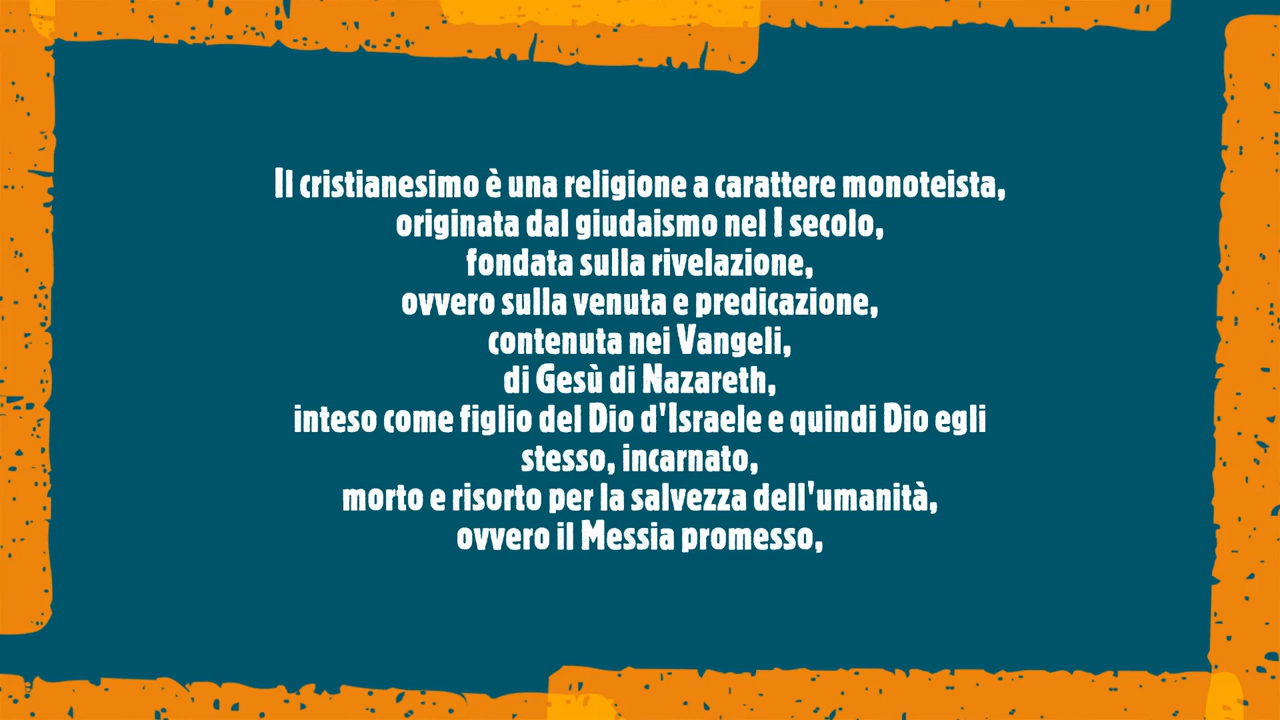 Il cristianesimo è una religione a carattere monoteista,
originata dal giudaismo nel I secolo,
fondata sulla rivelazione,
ovvero sulla venuta e predicazione,
contenuta nei Vangeli,
di Gesù di Nazareth,
inteso come figlio del Dio d'Israele e quindi Dio egli
stesso, incarnato,
morto e risorto per la salvezza dell'umanità,
ovvero il Messia promesso,